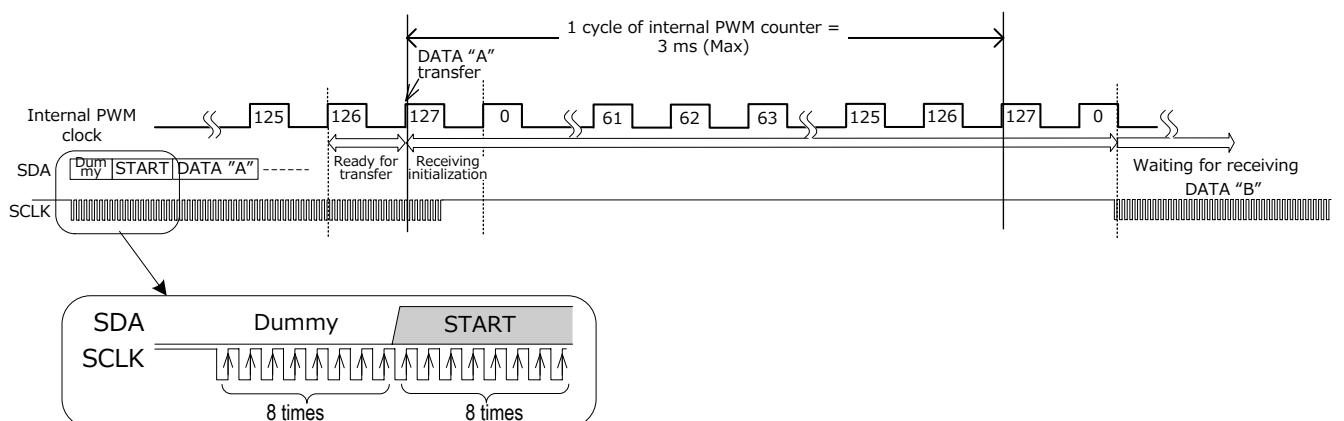 1 cycle of internal PWM counter =
3 ms (Max)
DATA "A"
transfer
Internal PWM
clock
125 126 127 0 61 62 63 125 126 127 0
Ready for
transfer
Receiving
initialization
SDA
Dum
my
START
DATA "A"
Waiting for receiving
DATA "B"
SCLK
SDA
Dummy
START
SCLK
8 times
8 times